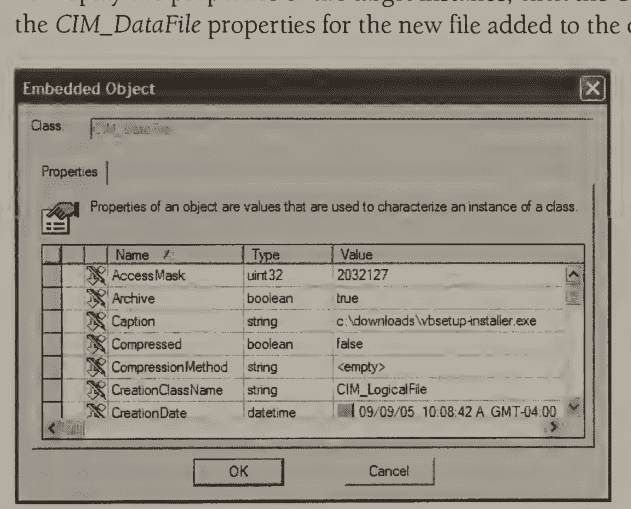 the CIM_DataFile properties for the new file added to the
Embedded Object
Class:
Properties
Properties of an object are values that are used to characterize an instance of a class.
Name Type Value
AccessMask uint32 2032127
Archive boolean true
Caption string c:\downloads\vbsetup-installer.exe
Compressed boolean false
CompressionMethod string <empty>
CreationClassName string CIM_LogicalFile
CreationDate datetime 09/09/05 10:08:42 A GMT-04:00
OK Cancel